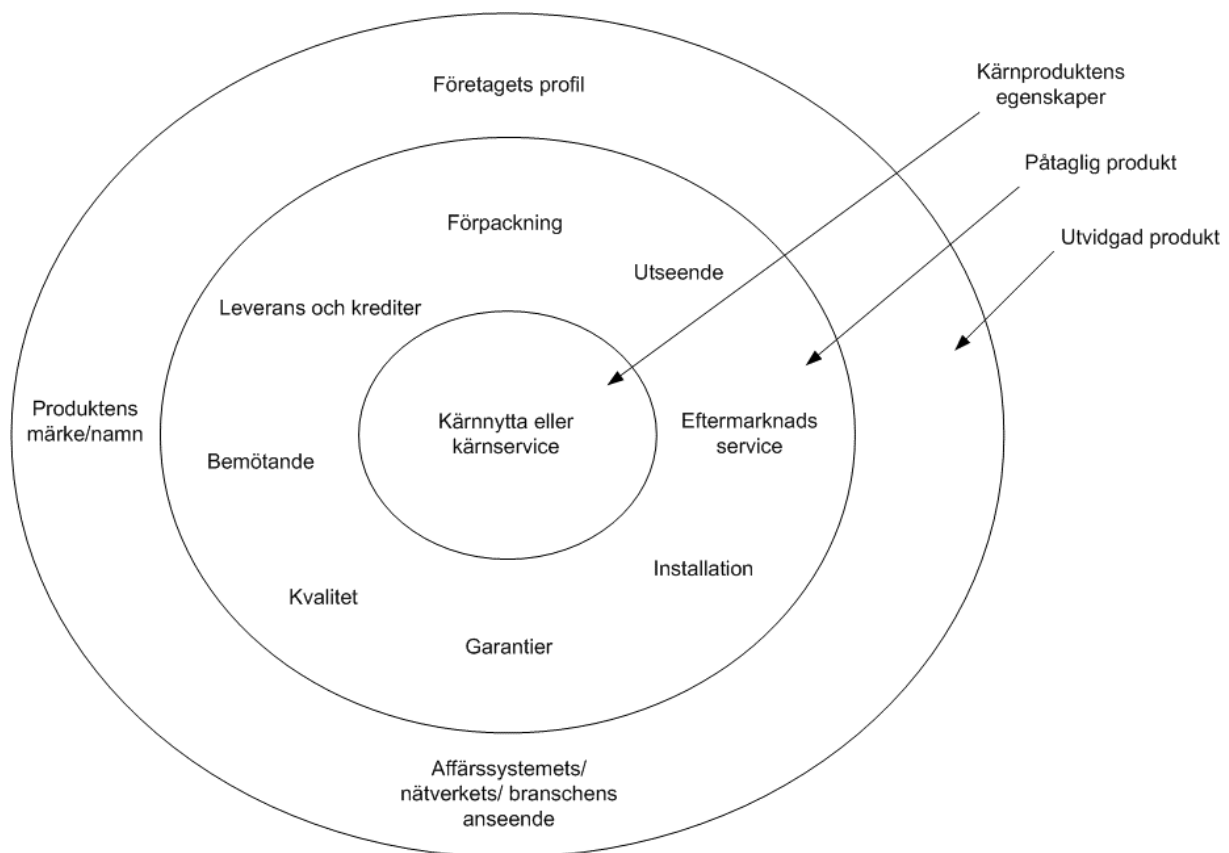 Företagets profil
Kärnproduktens
egenskaper
Påtaglig produkt
Förpackning
Utvidgad produkt
Utseende
Leverans och krediter
Produktens
märke/namn
Kärnnytta eller
kärnservice
Eftermarknads
service
Bemötande
Installation
Kvalitet
Garantier
Affärssystemets/
nätverkets/ branschens
anseende